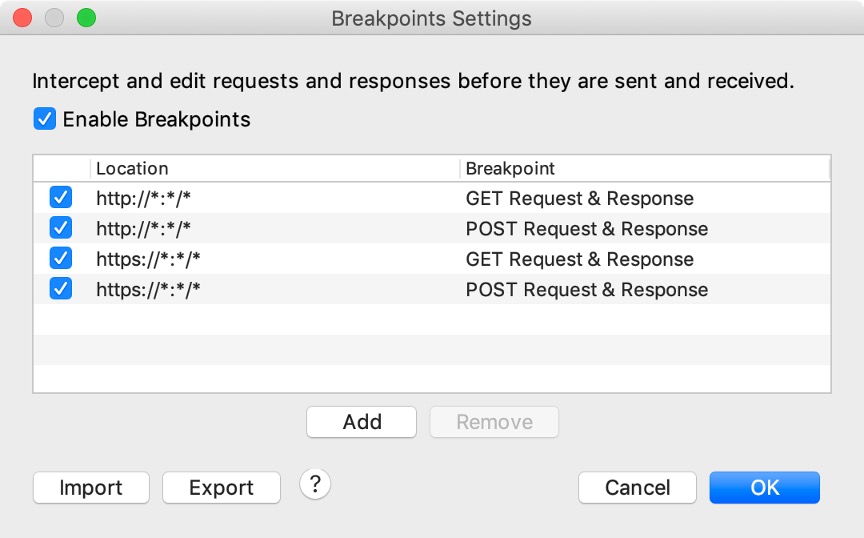 Breakpoints Settings
Intercept and edit requests and responses before they are sent and received.
Enable Breakpoints
Location Breakpoint
http://*:*/* GET Request & Response
http://*:*/* POST Request & Response
https://*:*/* GET Request & Response
https://*:*/* POST Request & Response
Add Remove
Import Export ? Cancel OK